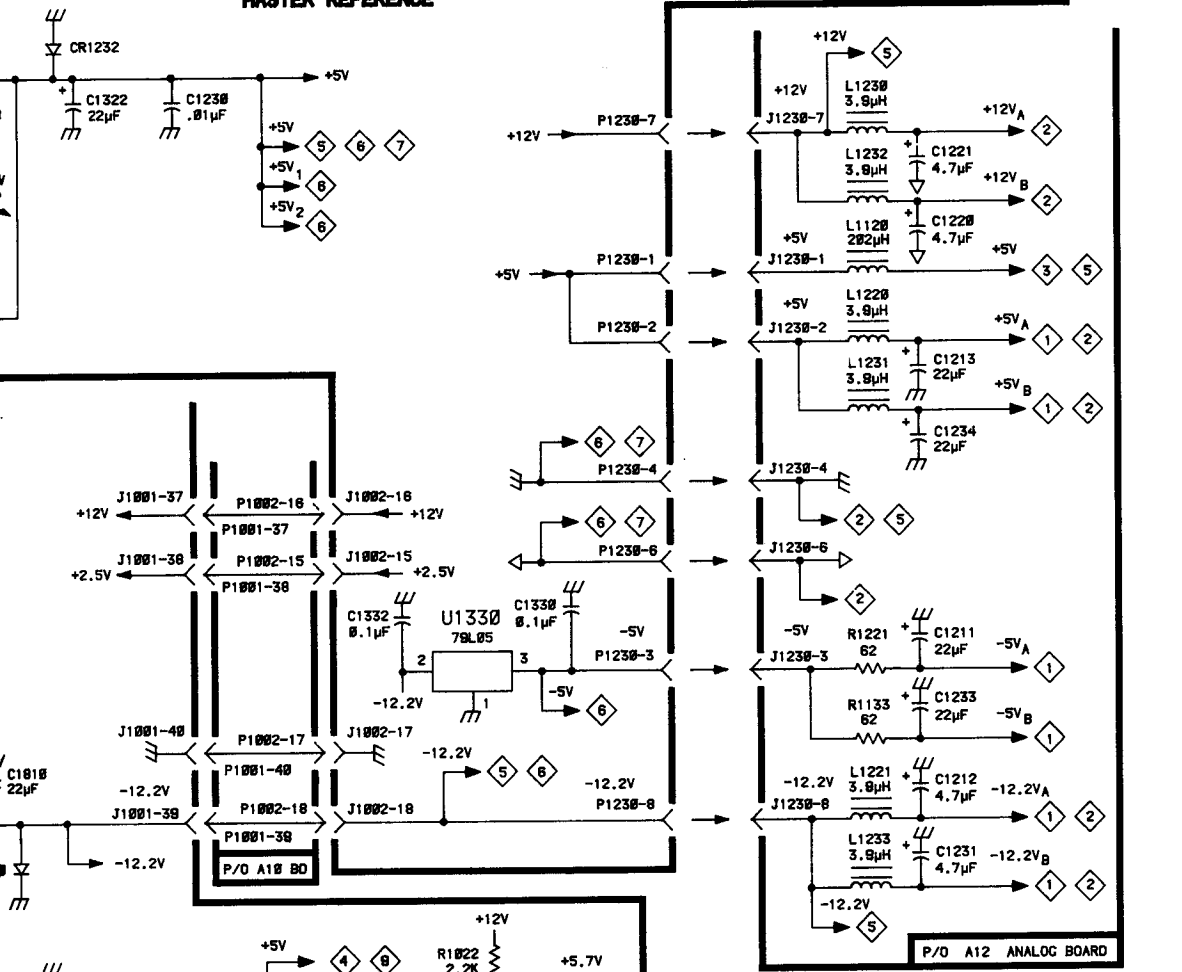 MASTER REFERENCE
CR1232
+5V
+
C1322
22µF
C1230
.01µF
+5V
5 6 7
+5V1
6
+5V2
6
+12V
5
+12V
P1230-7
J1230-7
+12V
L1230
3.9µH
+12VA
2
+
C1221
4.7µF
L1232
3.9µH
+12VB
2
+
C1220
4.7µF
+5V
P1230-1
+5V
J1230-1
L1120
202µH
+5V
3 5
P1230-2
+5V
J1230-2
L1220
3.9µH
+5VA
1 2
+
C1213
22µF
L1231
3.9µH
+5VB
1 2
+
C1234
22µF
6 7
P1230-4
J1230-4
2 5
6 7
P1230-6
J1230-6
2
J1001-37
+12V
P1002-16
P1001-37
J1002-16
+12V
J1001-38
+2.5V
P1002-15
P1001-38
J1002-15
+2.5V
C1332
0.1µF
U1330
79L05
2
3
1
-12.2V
C1330
0.1µF
-5V
P1230-3
-5V
6
-5V
J1230-3
R1221
62
+
C1211
22µF
-5VA
1
R1133
62
+
C1233
22µF
-5VB
1
J1001-40
P1002-17
P1001-40
J1002-17
C1810
22µF
-12.2V
J1001-39
P1002-18
P1001-39
J1002-18
-12.2V
-12.2V
5 6
-12.2V
P1230-8
-12.2V
J1230-8
L1221
3.9µH
+
C1212
4.7µF
-12.2VA
1 2
L1233
3.9µH
+
C1231
4.7µF
-12.2VB
1 2
-12.2V
5
P/O A10 BD
P/O A12 ANALOG BOARD
+5V
4 9
+12V
R1022
2.2K
+5.7V